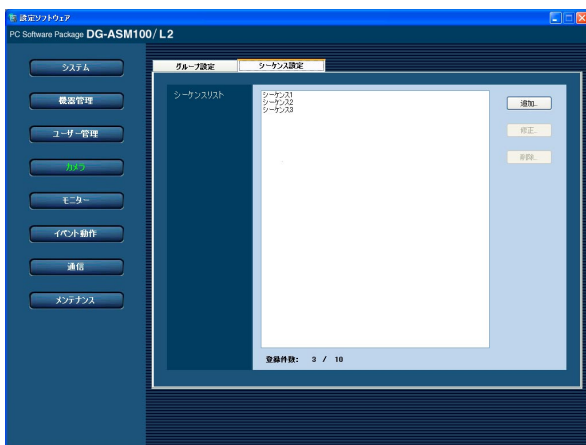 設定ソフトウェア
PC Software Package DG-ASM100/L2
システム
機器管理
ユーザー管理
カメラ
モニター
イベント動作
通信
メンテナンス
グループ設定
シーケンス設定
シーケンスリスト
シーケンス1
シーケンス2
シーケンス3
追加...
修正...
削除...
登録件数: 3 / 10